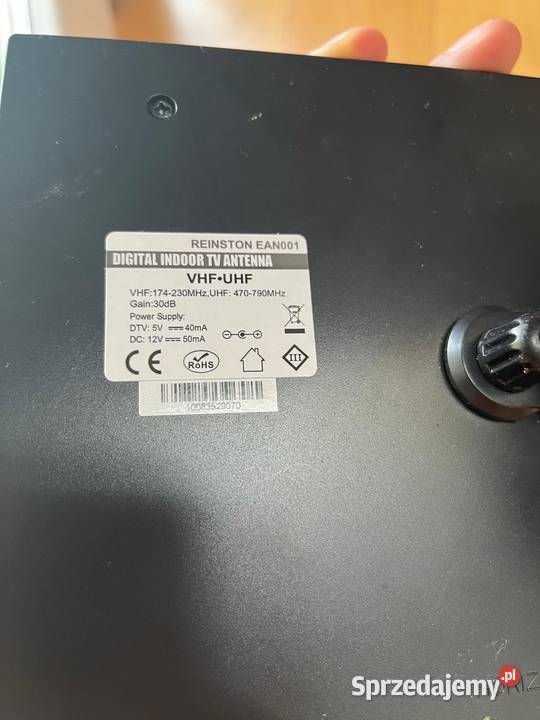 REINSTON EAN001
DIGITAL INDOOR TV ANTENNA
VHF•UHF
VHF:174-230MHz,UHF: 470-790MHz
Gain:30dB
Power Supply:
DTV: 5V ⎓ 40mA
DC: 12V ⎓ 50mA
CE RoHS III
10083529070
Sprzedajemy.pl